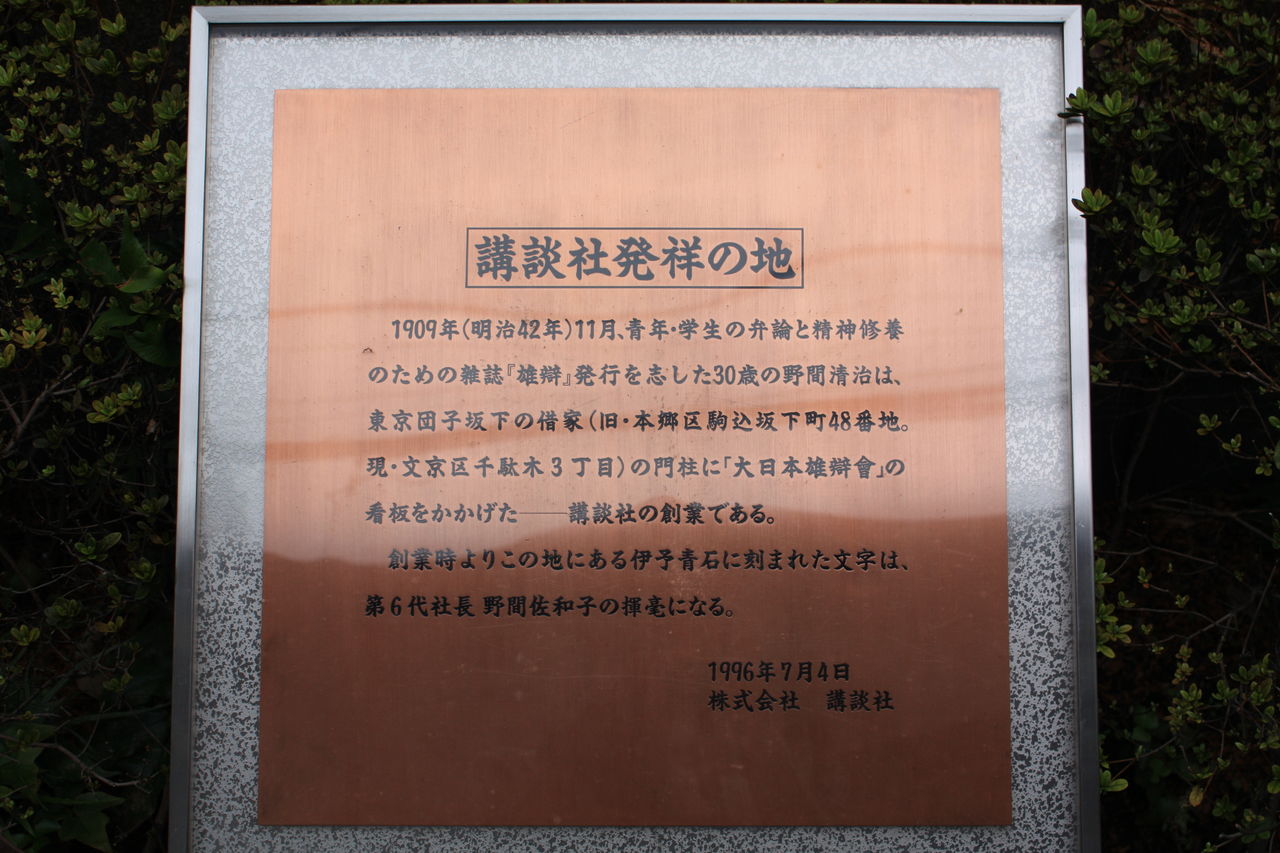 講談社発祥の地
1909年(明治42年)11月、青年・学生の弁論と精神修養
のための雑誌『雄辯』発行を志した30歳の野間清治は、
東京団子坂下の借家(旧・本郷区駒込坂下町48番地。
現・文京区千駄木3丁目)の門柱に「大日本雄辯會」の
看板をかかげた──講談社の創業である。
創業時よりこの地にある伊予青石に刻まれた文字は、
第6代社長 野間佐和子の揮毫になる。
1996年7月4日
株式会社 講談社